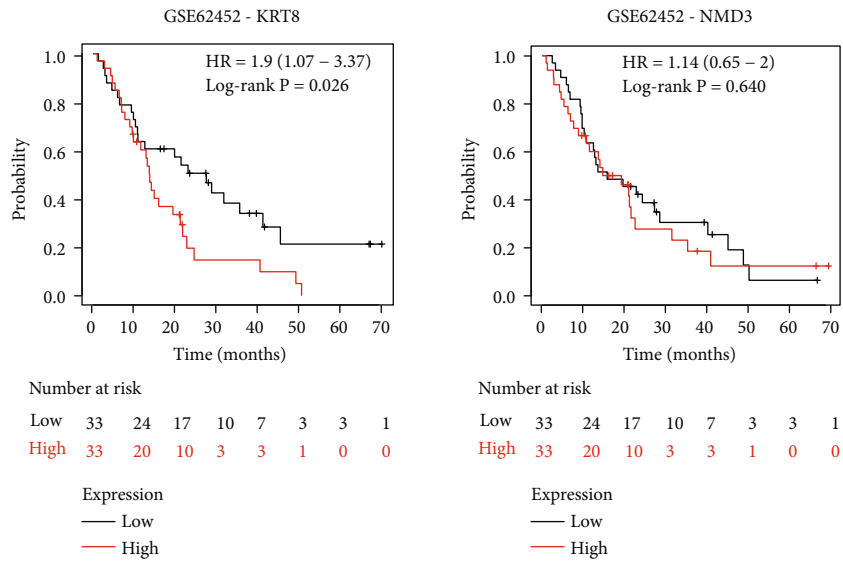 GSE62452 - KRT8
HR = 1.9 (1.07 – 3.37)
Log-rank P = 0.026
Probability
1.0
0.8
0.6
0.4
0.2
0.0
0 10 20 30 40 50 60 70
Time (months)
Number at risk
Low 33 24 17 10 7 3 3 1
High 33 20 10 3 3 1 0 0
Expression
Low
High
GSE62452 - NMD3
HR = 1.14 (0.65 – 2)
Log-rank P = 0.640
Probability
1.0
0.8
0.6
0.4
0.2
0.0
0 10 20 30 40 50 60 70
Time (months)
Number at risk
Low 33 24 17 10 7 3 3 1
High 33 20 10 3 3 1 0 0
Expression
Low
High